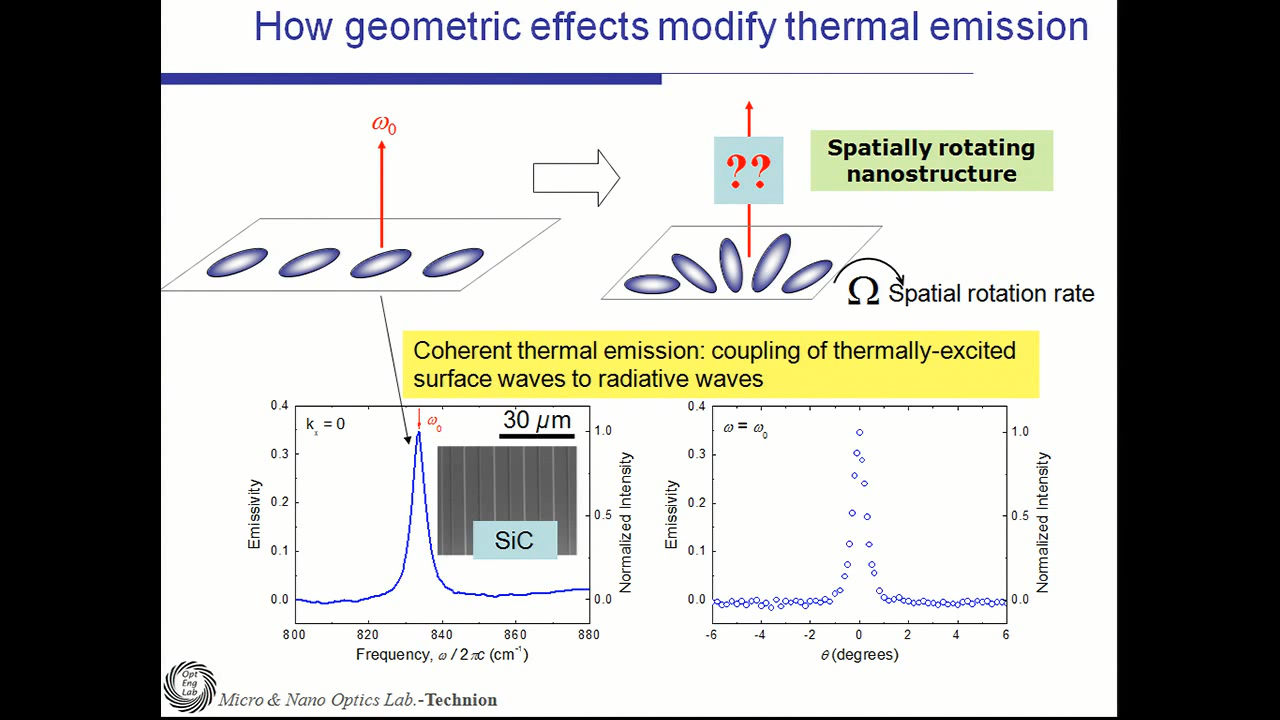 How geometric effects modify thermal emission
ω0
??
Spatially rotating
nanostructure
Ω Spatial rotation rate
Coherent thermal emission: coupling of thermally-excited
surface waves to radiative waves
0.4
0.3
0.2
0.1
0.0
Emissivity
kx = 0
ω0
30 µm
SiC
1.0
0.5
0.0
Normalized Intensity
800 820 840 860 880
Frequency, ω / 2πc (cm-1)
0.4
0.3
0.2
0.1
0.0
Emissivity
ω = ω0
1.0
0.5
0.0
Normalized Intensity
-6 -4 -2 0 2 4 6
θ (degrees)
Opt
Eng
Lab
Micro & Nano Optics Lab.-Technion